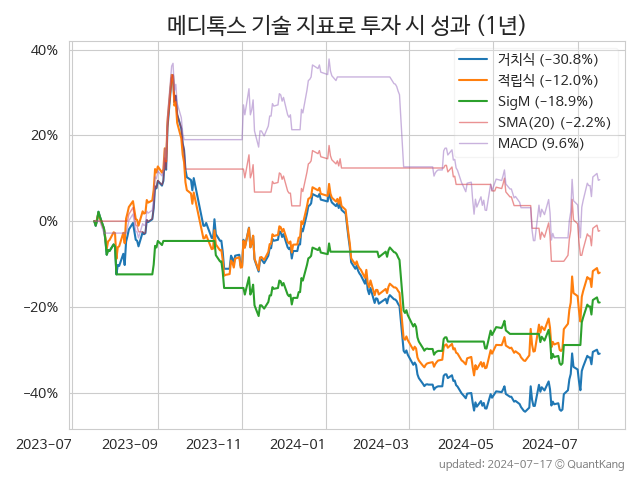 메디톡스 기술 지표로 투자 시 성과 (1년)
40%
20%
0%
−20%
−40%
거치식 (−30.8%)
적립식 (−12.0%)
SigM (−18.9%)
SMA(20) (−2.2%)
MACD (9.6%)
2023-07
2023-09
2023-11
2024-01
2024-03
2024-05
2024-07
updated: 2024-07-17 © QuantKang